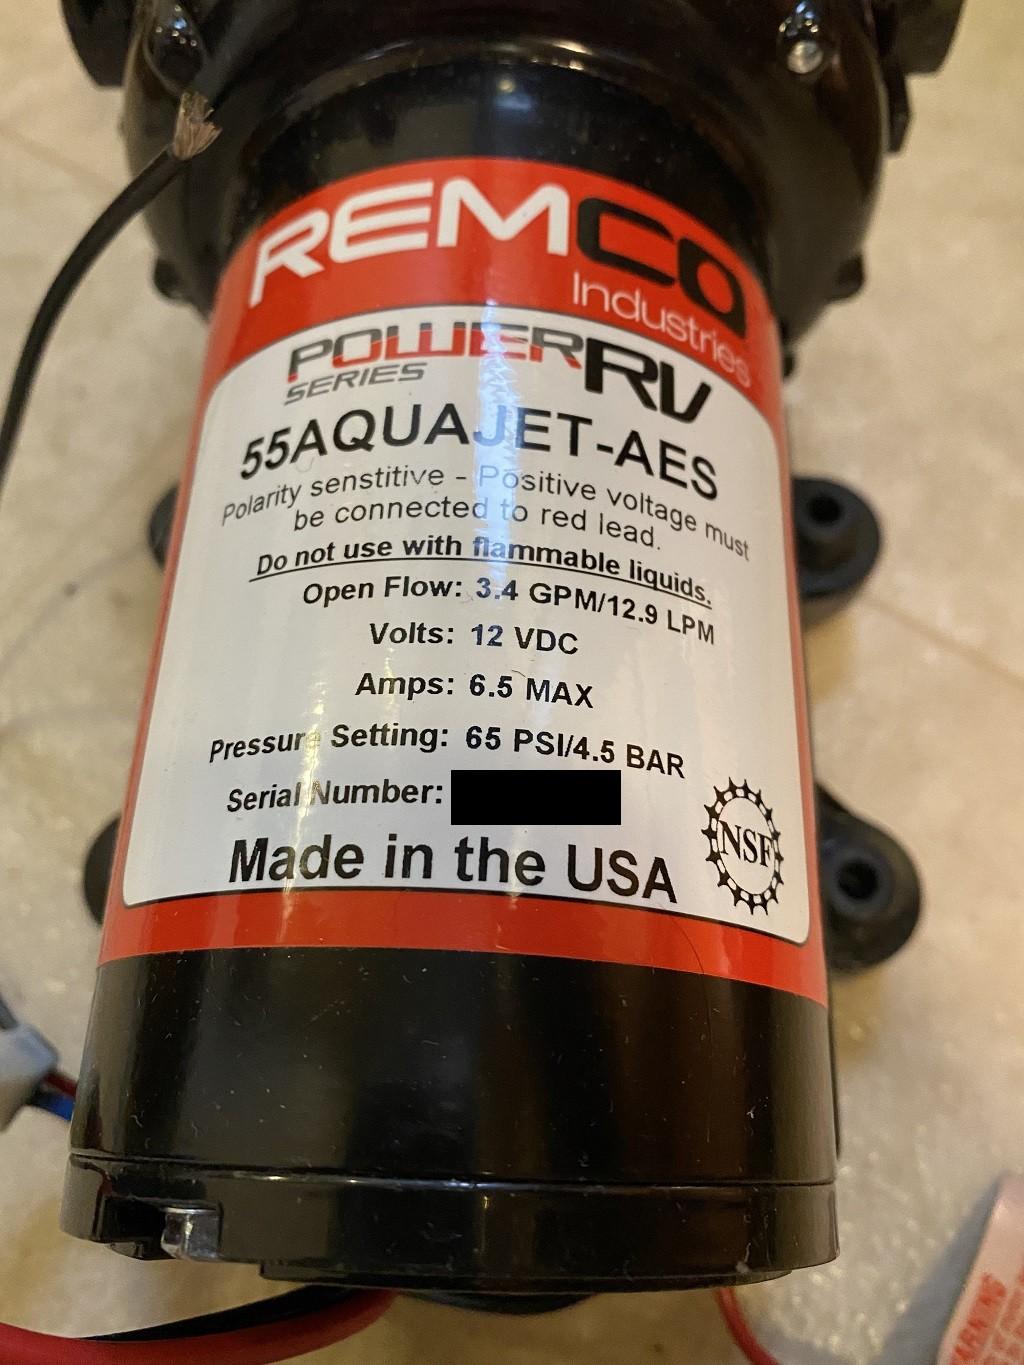 REMCO
Industries
POWERRV
SERIES
55AQUAJET-AES
Polarity senstitive - Positive voltage must
be connected to red lead.
Do not use with flammable liquids.
Open Flow: 3.4 GPM/12.9 LPM
Volts: 12 VDC
Amps: 6.5 MAX
Pressure Setting: 65 PSI/4.5 BAR
Serial Number:
Made in the USA
NSF
WARNING